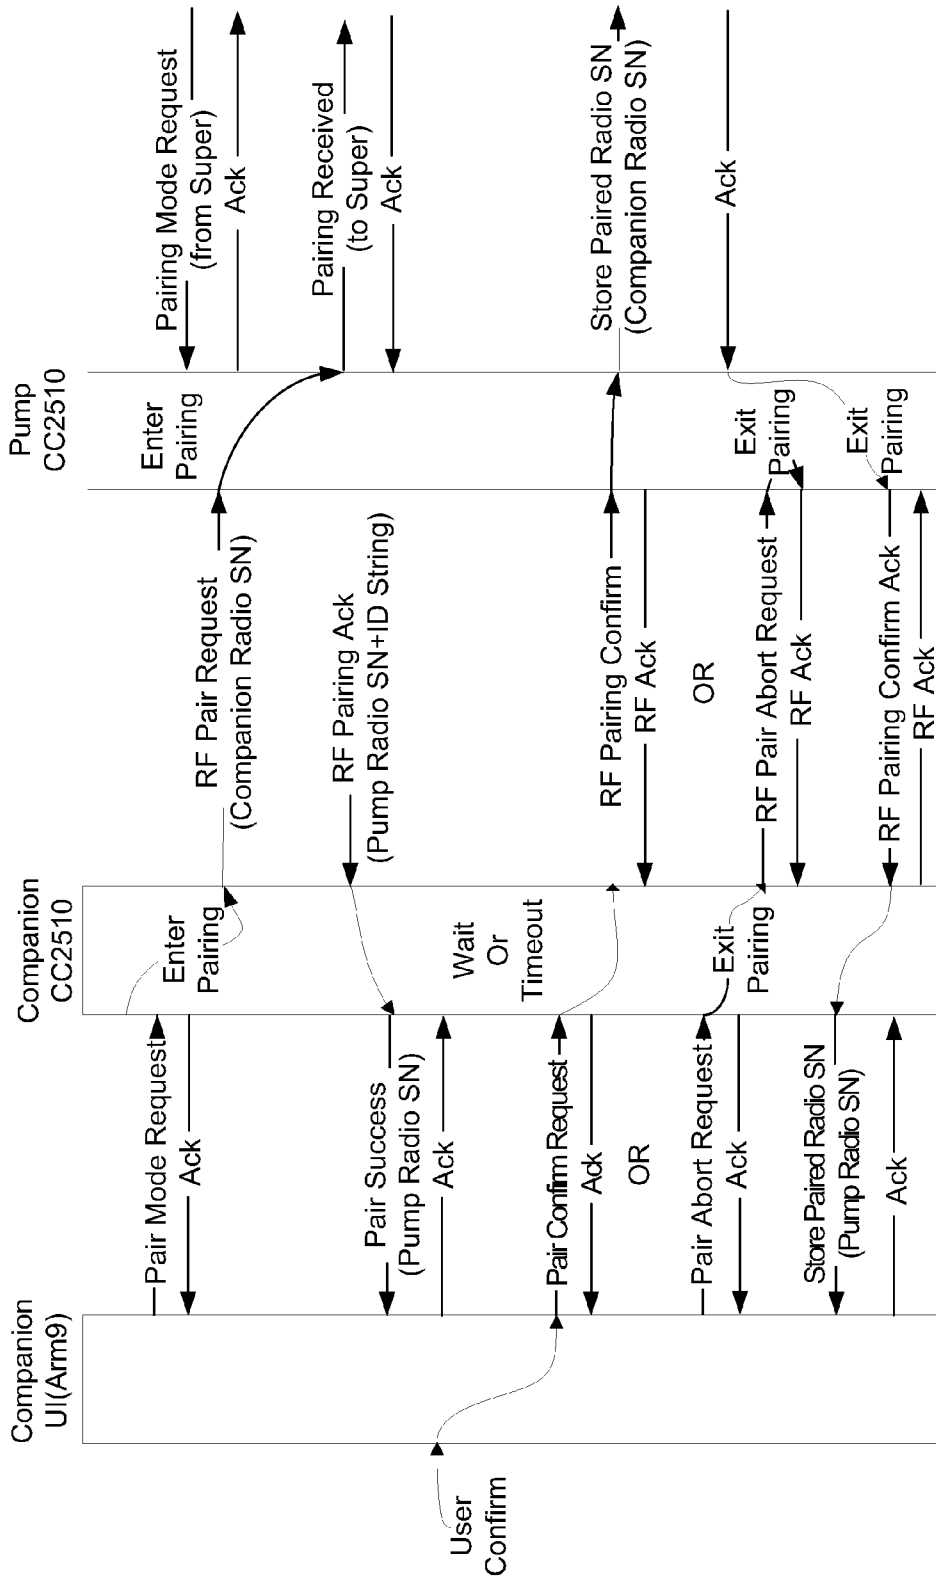 Companion
UI(Arm9)
Companion
CC2510
Pump
CC2510
Pair Mode Request
Ack
Enter
Pairing
RF Pair Request
(Companion Radio SN)
Enter
Pairing
Pairing Mode Request
(from Super)
Ack
Pairing Received
(to Super)
Ack
RF Pairing Ack
(Pump Radio SN+ID String)
Pair Success
(Pump Radio SN)
Ack
User
Confirm
Wait
Or
Timeout
Pair Confirm Request
Ack
OR
RF Pairing Confirm
RF Ack
OR
Store Paired Radio SN
(Companion Radio SN)
Ack
Pair Abort Request
Ack
Exit
Pairing
RF Pair Abort Request
RF Ack
Exit
Pairing
Exit
Pairing
RF Pairing Confirm Ack
RF Ack
Store Paired Radio SN
(Pump Radio SN)
Ack